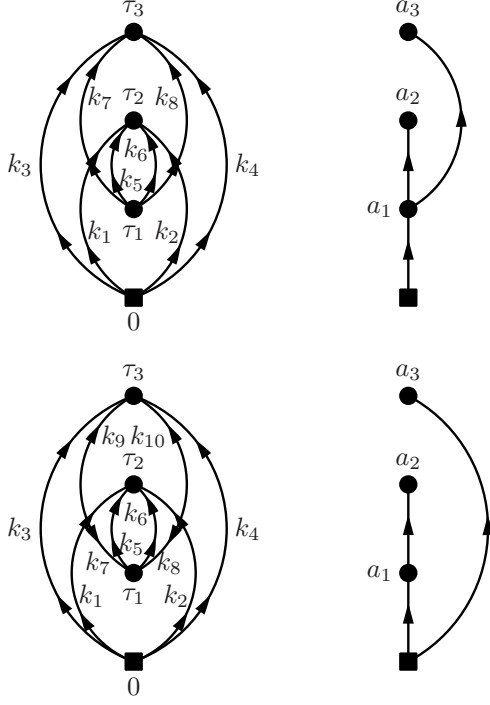 τ₃ a₃
k₇ k₈
τ₂ a₂
k₃ k₆ k₄
k₅
a₁
k₁ τ₁ k₂
0
τ₃ a₃
k₉ k₁₀
τ₂ a₂
k₃ k₆ k₄
k₅
k₇ k₈
a₁
k₁ τ₁ k₂
0